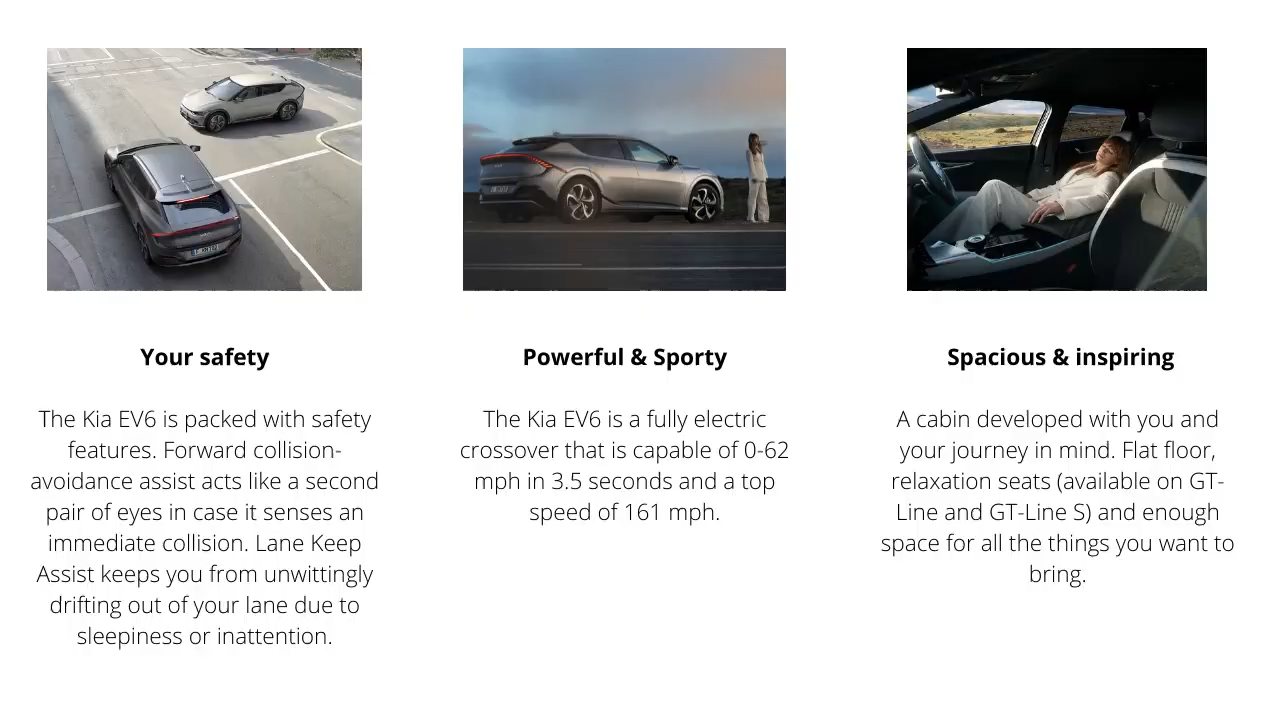 Your safety
The Kia EV6 is packed with safety
features. Forward collision-
avoidance assist acts like a second
pair of eyes in case it senses an
immediate collision. Lane Keep
Assist keeps you from unwittingly
drifting out of your lane due to
sleepiness or inattention.
Powerful & Sporty
The Kia EV6 is a fully electric
crossover that is capable of 0-62
mph in 3.5 seconds and a top
speed of 161 mph.
Spacious & inspiring
A cabin developed with you and
your journey in mind. Flat floor,
relaxation seats (available on GT-
Line and GT-Line S) and enough
space for all the things you want to
bring.